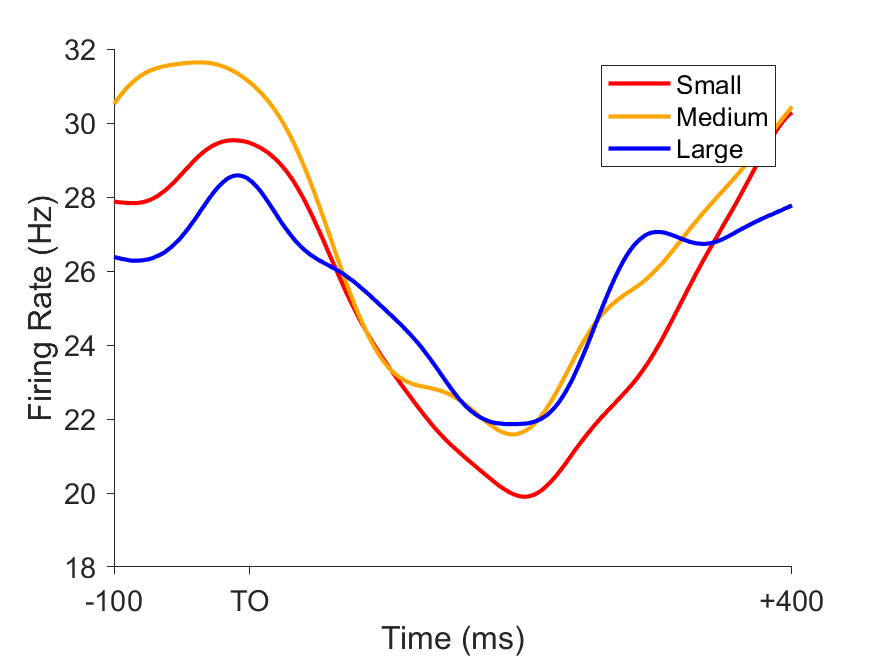 32
30
28
26
24
22
20
18
Firing Rate (Hz)
-100
TO
+400
Time (ms)
Small
Medium
Large